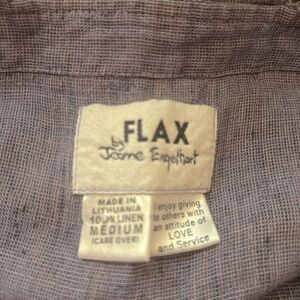 FLAX
by
Jeanne Engelhart
MADE IN
LITHUANIA
100% LINEN
MEDIUM
(CARE OVER)
I enjoy giving
to others with
an attitude of
LOVE
and Service